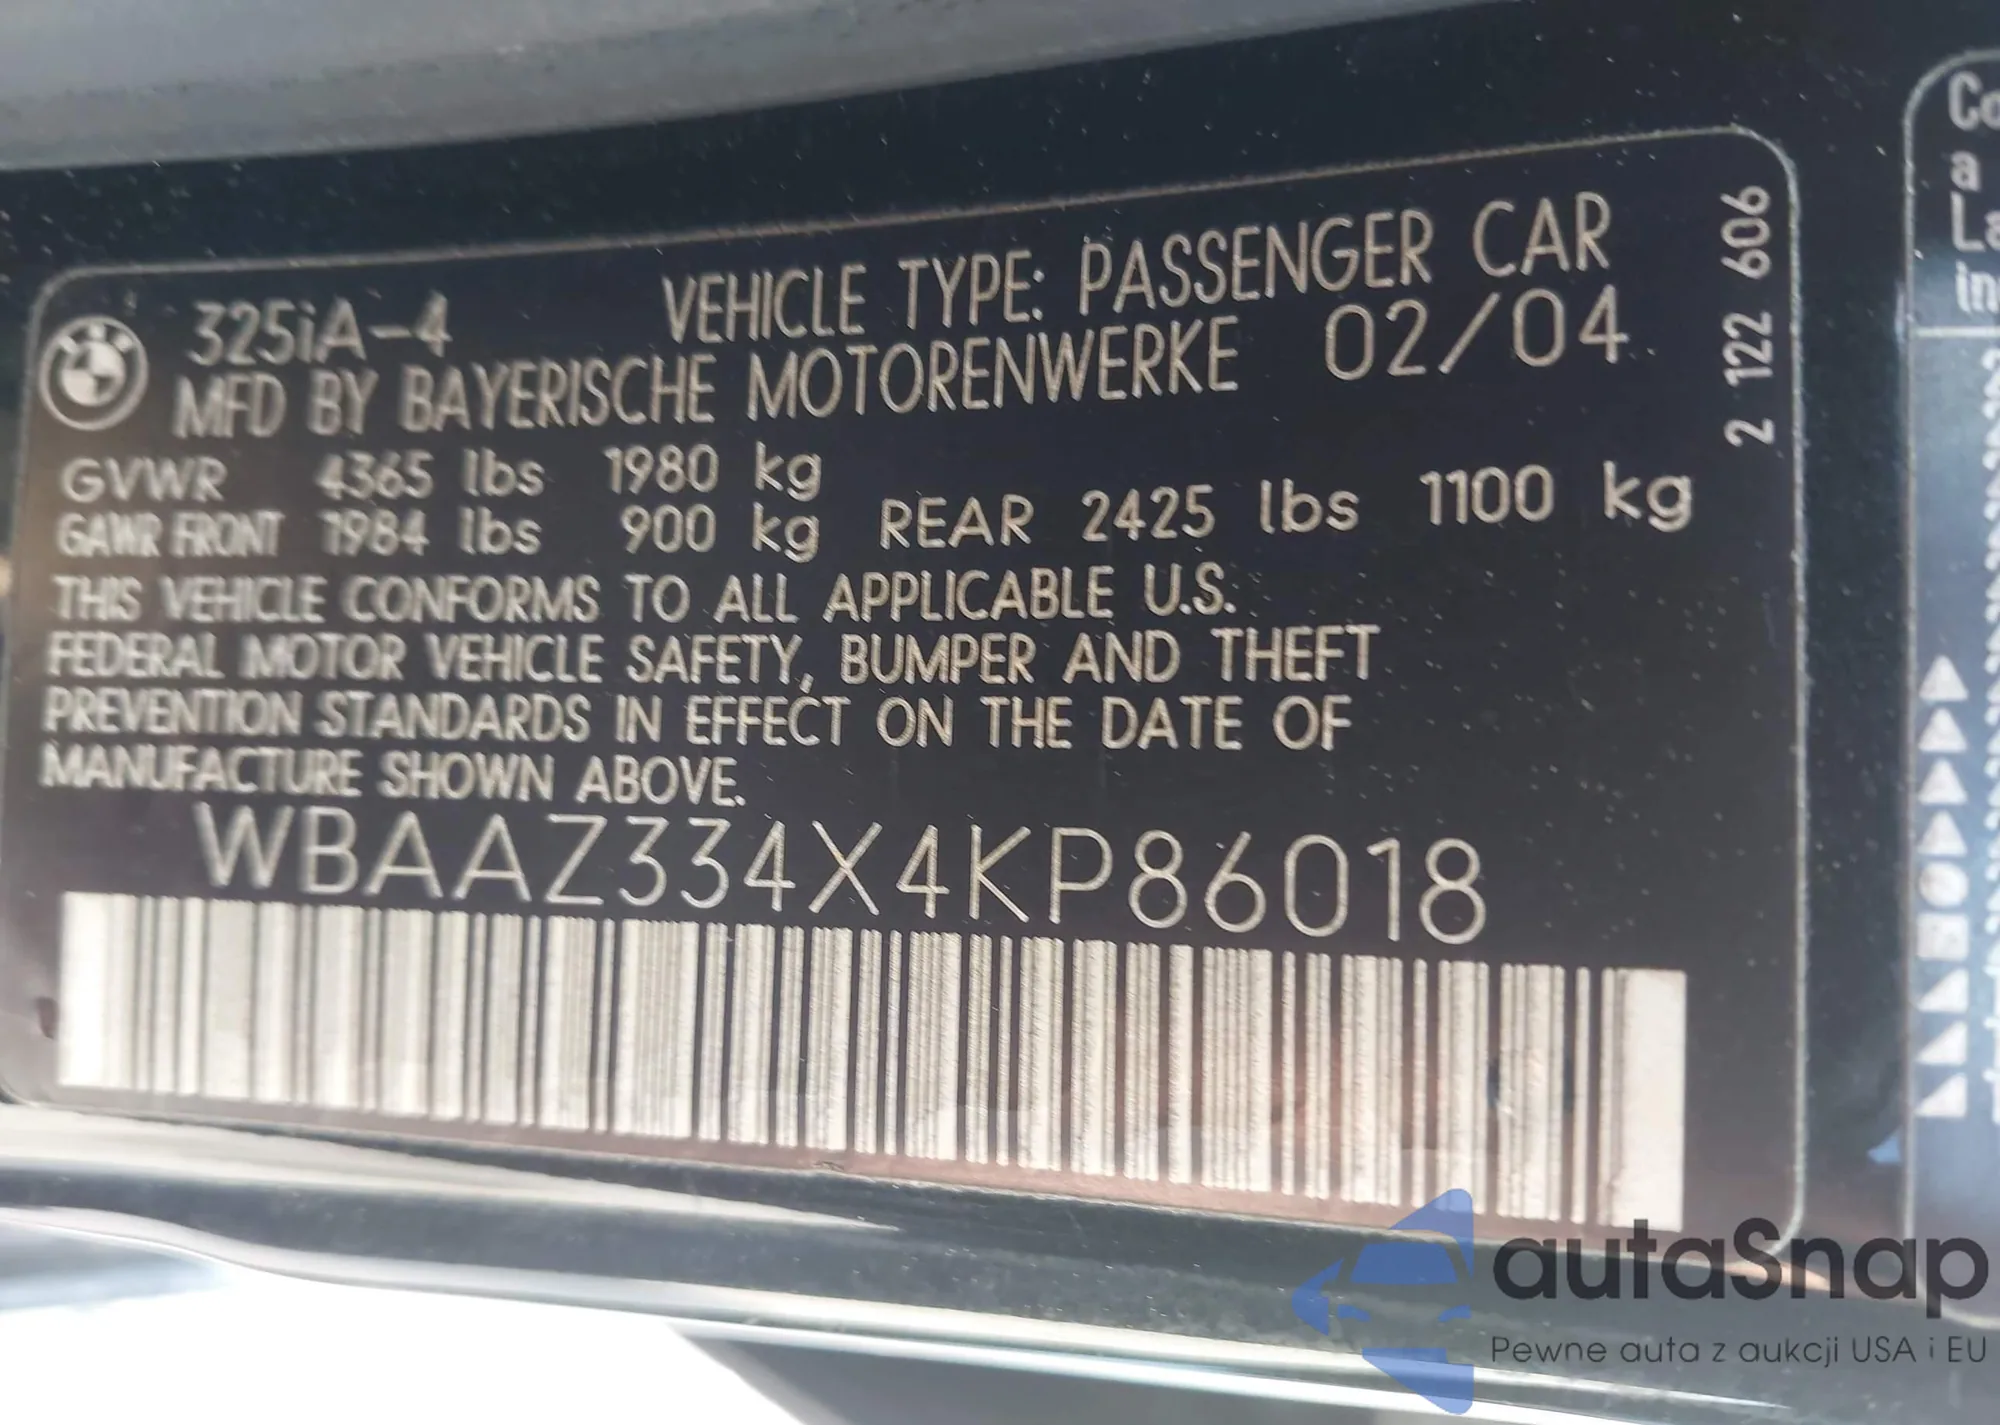 325iA-4 VEHICLE TYPE: PASSENGER CAR
MFD BY BAYERISCHE MOTORENWERKE 02/04
GVWR 4365 lbs 1980 kg
GAWR FRONT 1984 lbs 900 kg REAR 2425 lbs 1100 kg
THIS VEHICLE CONFORMS TO ALL APPLICABLE U.S.
FEDERAL MOTOR VEHICLE SAFETY, BUMPER AND THEFT
PREVENTION STANDARDS IN EFFECT ON THE DATE OF
MANUFACTURE SHOWN ABOVE.
WBAAZ334X4KP86018
2 122 606
Co
a
La
in
autaSnap
Pewne auta z aukcji USA i EU